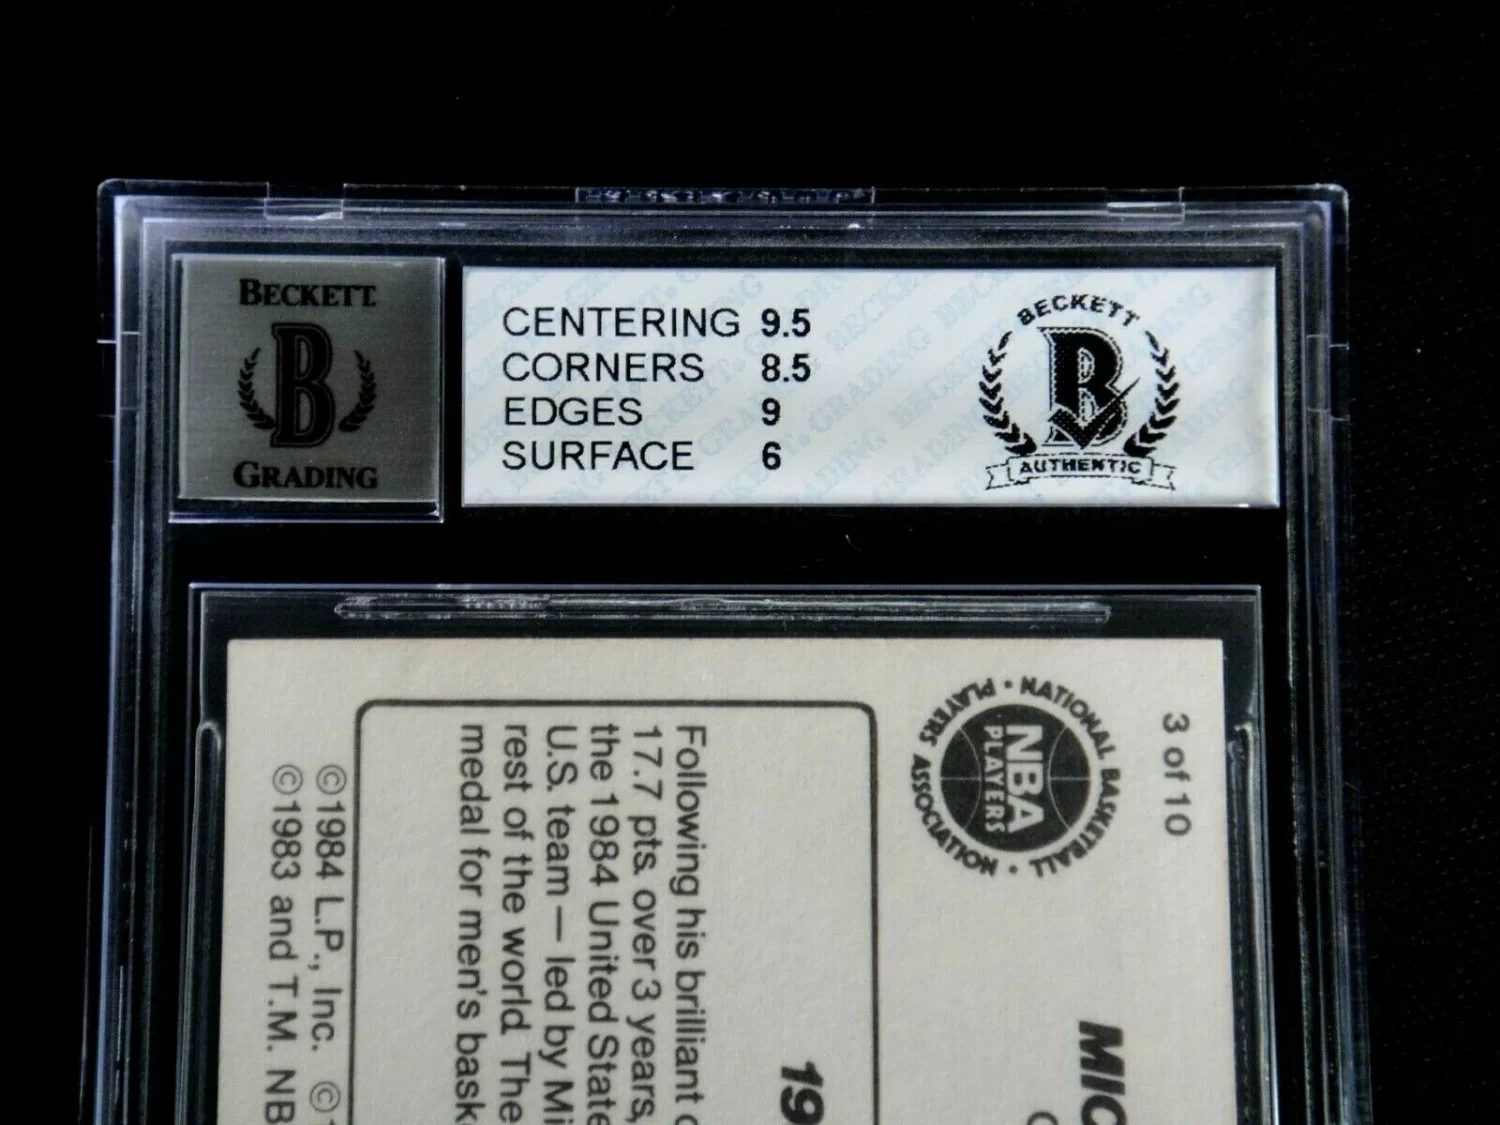 BECKETT
B
GRADING
CENTERING 9.5
CORNERS 8.5
EDGES 9
SURFACE 6
BECKETT
B
AUTHENTIC
3 of 10
NATIONAL BASKETBALL • PLAYERS ASSOCIATION •
NBA
PLAYERS
MIC
19
Following his brilliant
17.7 pts. over 3 years,
the 1984 United State
U.S. team — led by Mi
rest of the world. The
medal for men's bask
©1984 L.P., Inc. ©
©1983 and T.M. NB